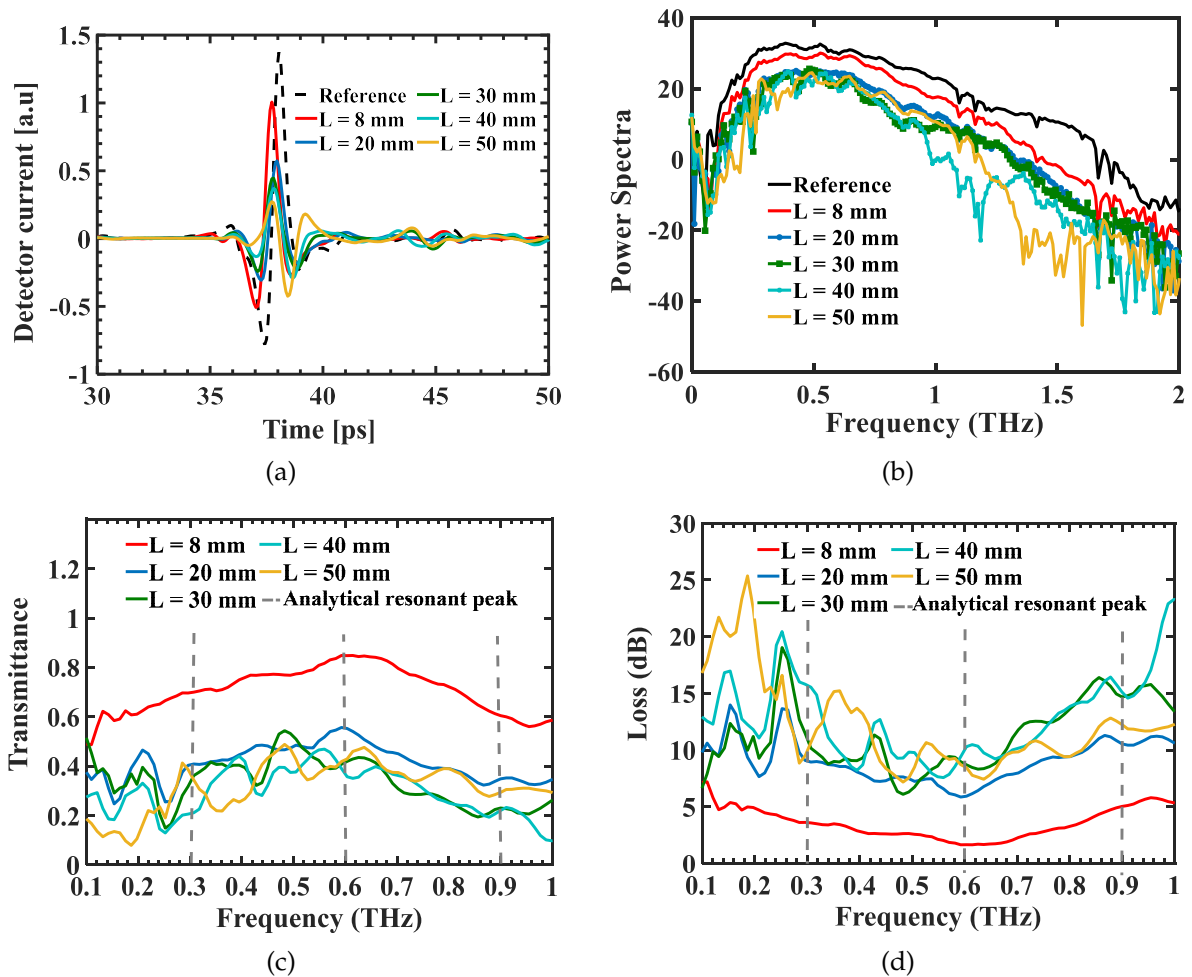 1.5
1
0.5
0
-0.5
-1
Detector current [a.u]
Reference
L = 8 mm
L = 20 mm
L = 30 mm
L = 40 mm
L = 50 mm
30 35 40 45 50
Time [ps]
(a)
40
20
0
-20
-40
-60
Power Spectra
Reference
L = 8 mm
L = 20 mm
L = 30 mm
L = 40 mm
L = 50 mm
0 0.5 1 1.5 2
Frequency (THz)
(b)
1.2
1
0.8
0.6
0.4
0.2
0
Transmittance
L = 8 mm
L = 20 mm
L = 30 mm
L = 40 mm
L = 50 mm
Analytical resonant peak
0.1 0.2 0.3 0.4 0.5 0.6 0.7 0.8 0.9 1
Frequency (THz)
(c)
30
25
20
15
10
5
0
Loss (dB)
L = 8 mm
L = 20 mm
L = 30 mm
L = 40 mm
L = 50 mm
Analytical resonant peak
0.1 0.2 0.3 0.4 0.5 0.6 0.7 0.8 0.9 1
Frequency (THz)
(d)